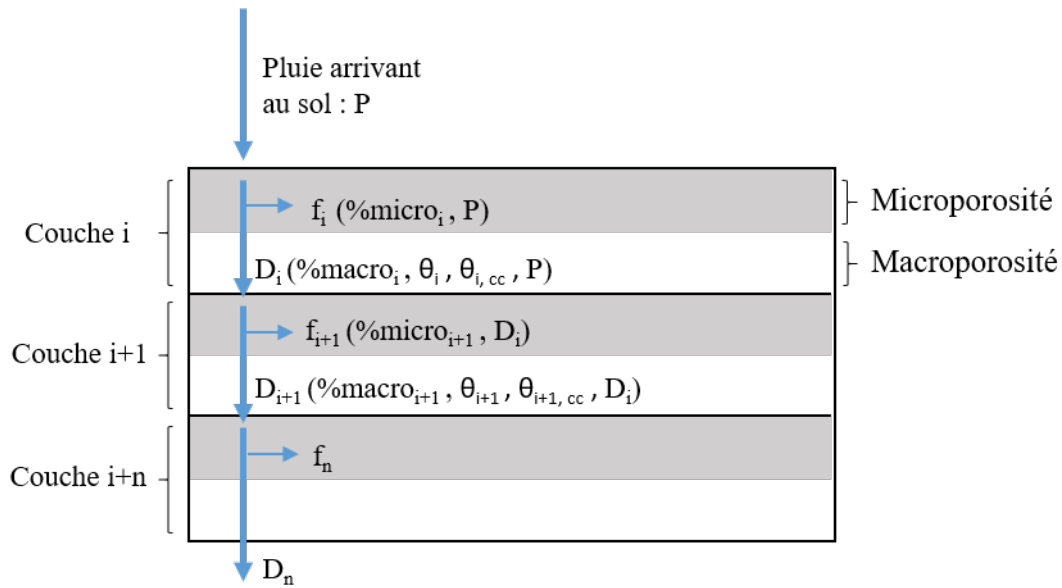 Pluie arrivant
au sol : P
Couche i
fᵢ (%microᵢ , P)
Microporosité
Dᵢ (%macroᵢ , θᵢ , θᵢ, cc , P)
Macroporosité
Couche i+1
fᵢ₊₁ (%microᵢ₊₁ , Dᵢ)
Dᵢ₊₁ (%macroᵢ₊₁ , θᵢ₊₁ , θᵢ₊₁, cc , Dᵢ)
Couche i+n
fₙ
Dₙ